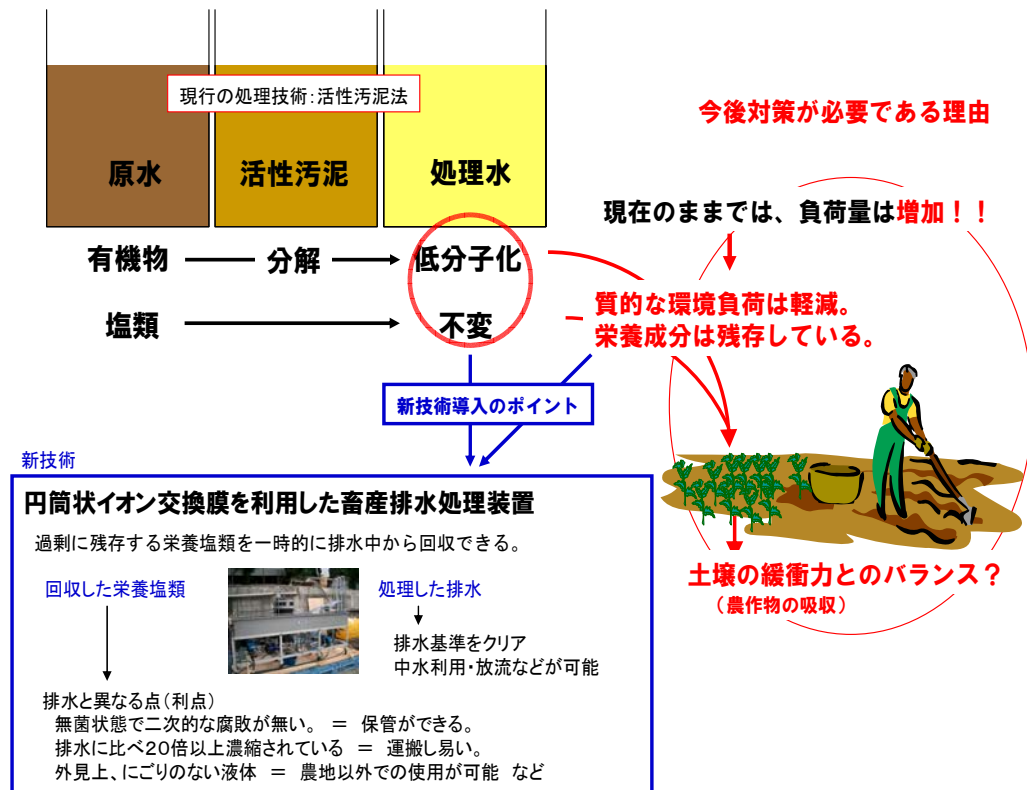 現行の処理技術：活性汚泥法
原水
活性汚泥
処理水
有機物
分解
低分子化
塩類
不変
今後対策が必要である理由
現在のままでは、負荷量は増加！！
質的な環境負荷は軽減。
栄養成分は残存している。
土壌の緩衝力とのバランス？
（農作物の吸収）
新技術導入のポイント
新技術
円筒状イオン交換膜を利用した畜産排水処理装置
過剰に残存する栄養塩類を一時的に排水中から回収できる。
回収した栄養塩類
処理した排水
排水基準をクリア
中水利用・放流などが可能
排水と異なる点（利点）
無菌状態で二次的な腐敗が無い。 ＝ 保管ができる。
排水に比べ20倍以上濃縮されている ＝ 運搬し易い。
外見上、にごりのない液体 ＝ 農地以外での使用が可能 など